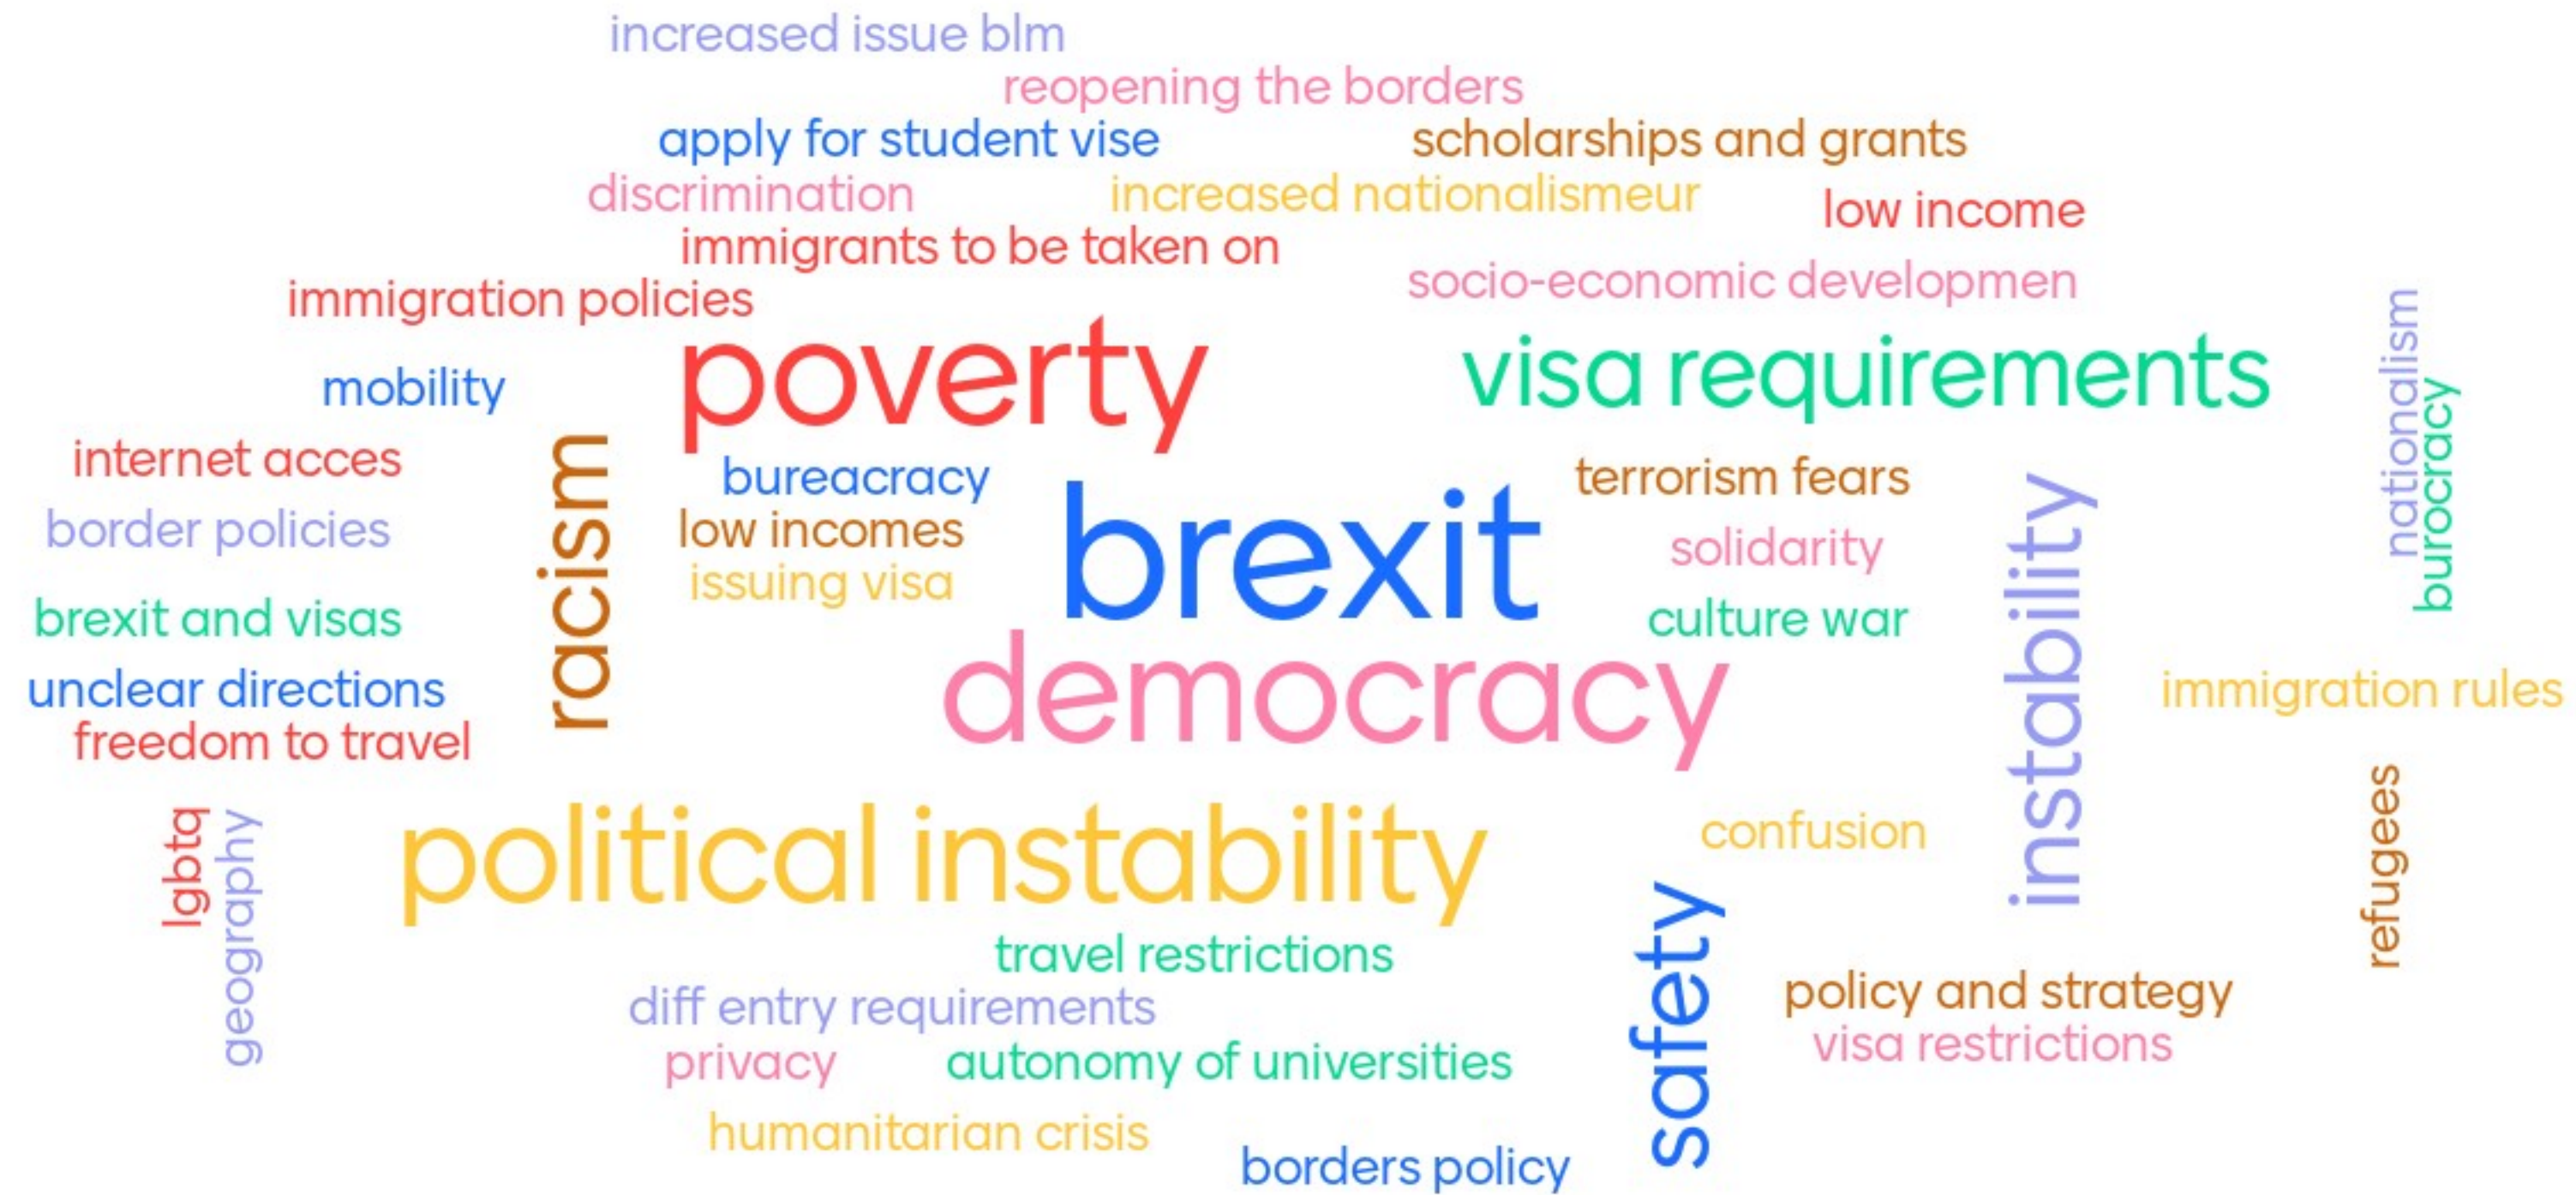 increased issue blm
reopening the borders
apply for student vise
scholarships and grants
discrimination
increased nationalismeur
low income
immigrants to be taken on
socio-economic developmen
immigration policies
poverty
visa requirements
nationalism
burocracy
mobility
internet acces
racism
bureacracy
brexit
terrorism fears
instability
border policies
low incomes
solidarity
issuing visa
brexit and visas
culture war
unclear directions
democracy
immigration rules
freedom to travel
lgbtq
geography
political instability
confusion
refugees
safety
travel restrictions
policy and strategy
diff entry requirements
visa restrictions
privacy
autonomy of universities
humanitarian crisis
borders policy